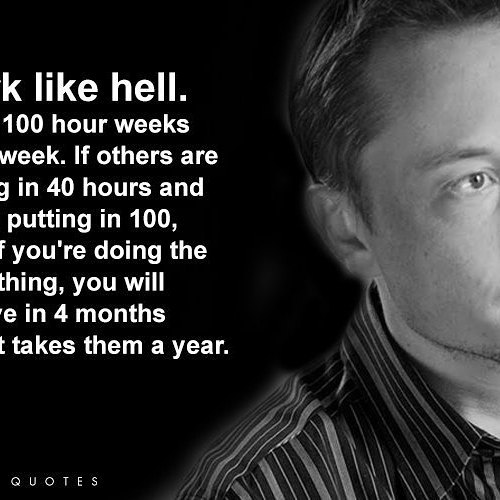 k like hell.
100 hour weeks
week. If others are
g in 40 hours and
putting in 100,
f you're doing the
thing, you will
ve in 4 months
t takes them a year.
QUOTES